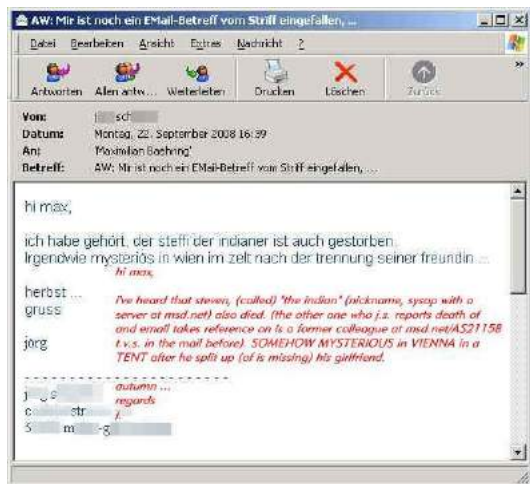 AW: Mir ist noch ein EMail-Betreff vom Striff eingefallen, ...
Datei Bearbeiten Ansicht Extras Nachricht ?
Antworten Allen antw... Weiterleiten Drucken Löschen Zurück
Von: sch
Datum: Montag, 22. September 2008 16:39
An: 'Maximilian Baehring'
Betreff: AW: Mir ist noch ein EMail-Betreff vom Striff eingefallen, ...
hi max,
ich habe gehört, der steffi der indianer ist auch gestorben.
Irgendwie mysteriös in wien im zelt nach der trennung seiner freundin ...
hi max,
herbst ...
gruss
jörg
i've heard that steven, (called) "the indian" (nickname, sysop with a
server at msd.net) also died. (the other one who j.s. reports death of
and email takes reference on is a former colleague at msd.net/AS21158
t.v.s. in the mail before). SOMEHOW MYSTERIOUS in VIENNA in a
TENT after he split up (of is missing) his girlfriend.
autumn ...
regards
j.
str
m -g